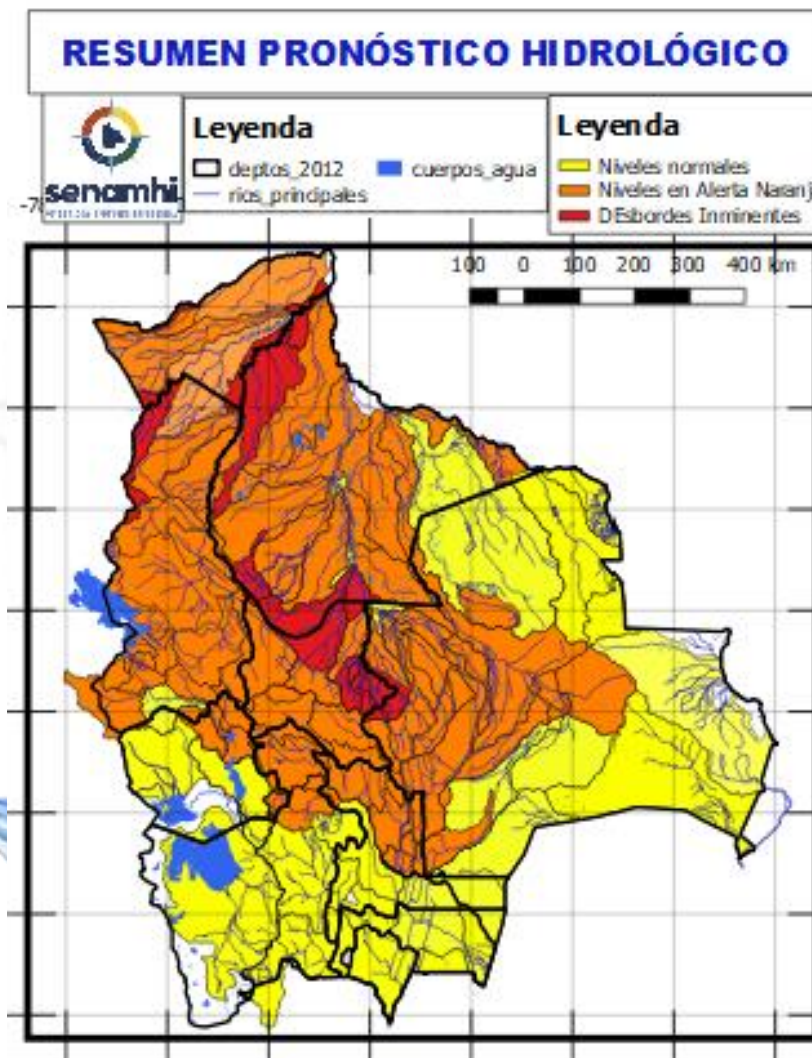 RESUMEN PRONÓSTICO HIDROLÓGICO
senamhi
Leyenda
deptos_2012
cuerpos_agua
rios_principales
Leyenda
Niveles normales
Niveles en Alerta Naranj
DEsbordes Inminentes
100 0 100 200 300 400 km